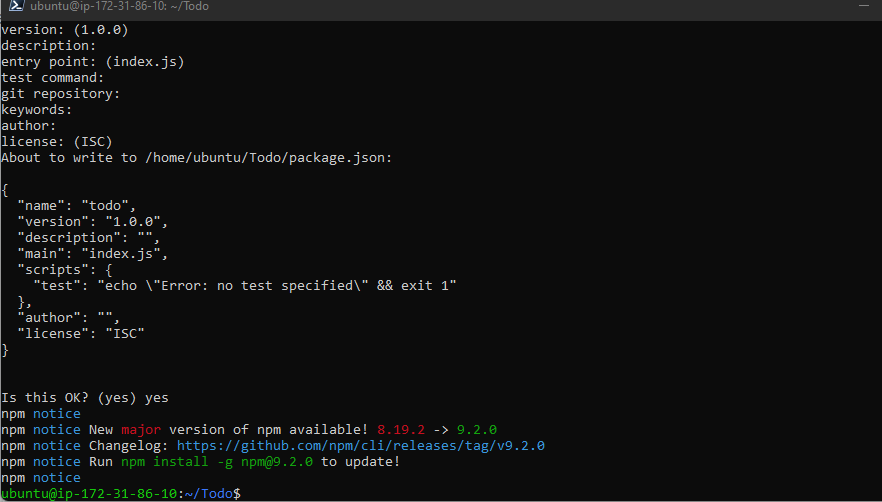 ubuntu@ip-172-31-86-10: ~/Todo
version: (1.0.0)
description:
entry point: (index.js)
test command:
git repository:
keywords:
author:
license: (ISC)
About to write to /home/ubuntu/Todo/package.json:
{
  "name": "todo",
  "version": "1.0.0",
  "description": "",
  "main": "index.js",
  "scripts": {
    "test": "echo \"Error: no test specified\" && exit 1"
  },
  "author": "",
  "license": "ISC"
}
Is this OK? (yes) yes
npm notice
npm notice New major version of npm available! 8.19.2 -> 9.2.0
npm notice Changelog: https://github.com/npm/cli/releases/tag/v9.2.0
npm notice Run npm install -g npm@9.2.0 to update!
npm notice
ubuntu@ip-172-31-86-10:~/Todo$